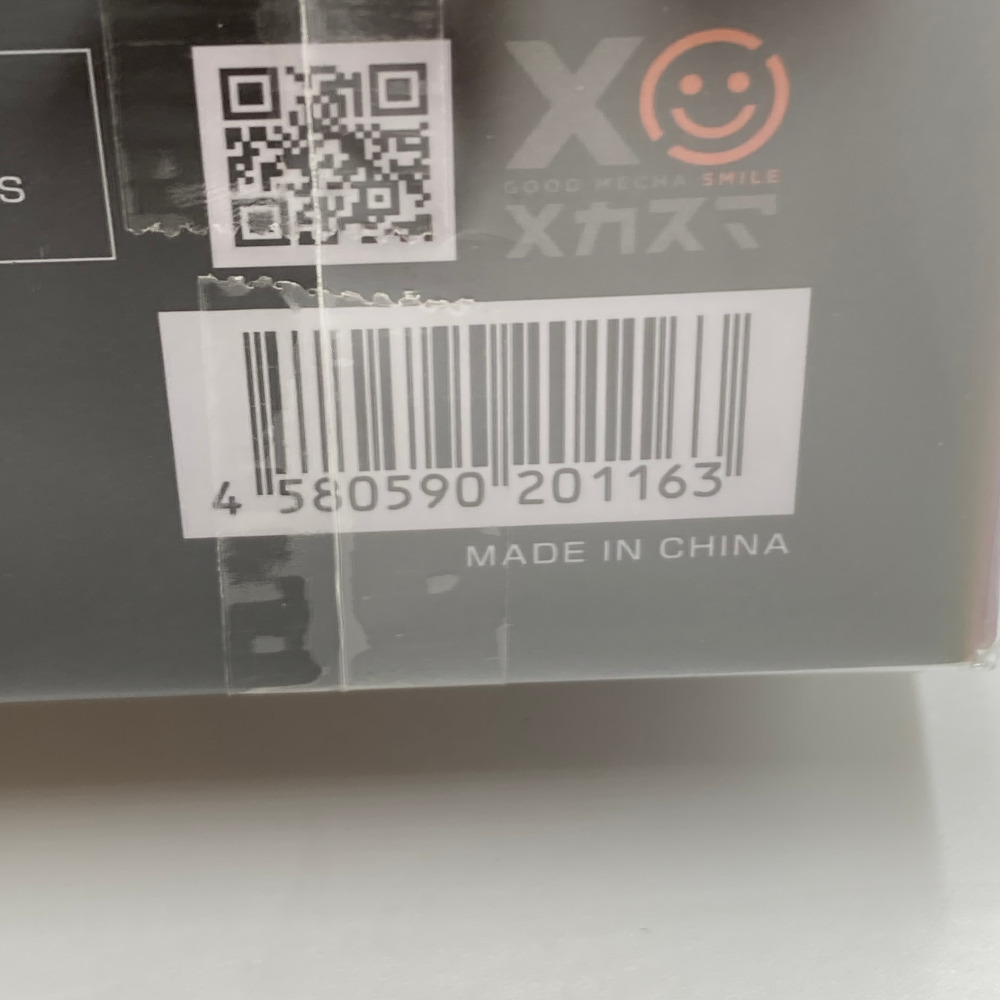 S
GOOD MECHA SMILE
メカスマ
4 580590 201163
MADE IN CHINA